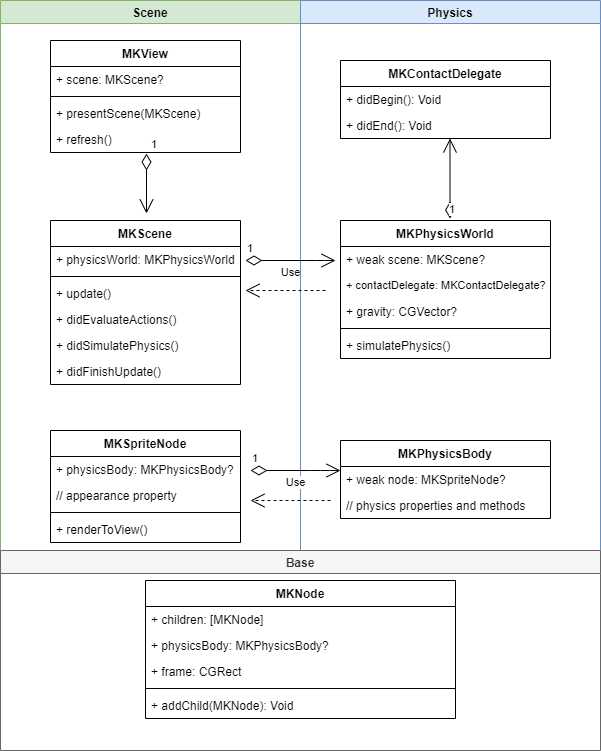 Scene
Physics
MKView
+ scene: MKScene?
+ presentScene(MKScene)
+ refresh()
1
MKContactDelegate
+ didBegin(): Void
+ didEnd(): Void
1
MKScene
+ physicsWorld: MKPhysicsWorld
+ update()
+ didEvaluateActions()
+ didSimulatePhysics()
+ didFinishUpdate()
1
Use
MKPhysicsWorld
+ weak scene: MKScene?
+ contactDelegate: MKContactDelegate?
+ gravity: CGVector?
+ simulatePhysics()
MKSpriteNode
+ physicsBody: MKPhysicsBody?
// appearance property
+ renderToView()
1
Use
MKPhysicsBody
+ weak node: MKSpriteNode?
// physics properties and methods
Base
MKNode
+ children: [MKNode]
+ physicsBody: MKPhysicsBody?
+ frame: CGRect
+ addChild(MKNode): Void